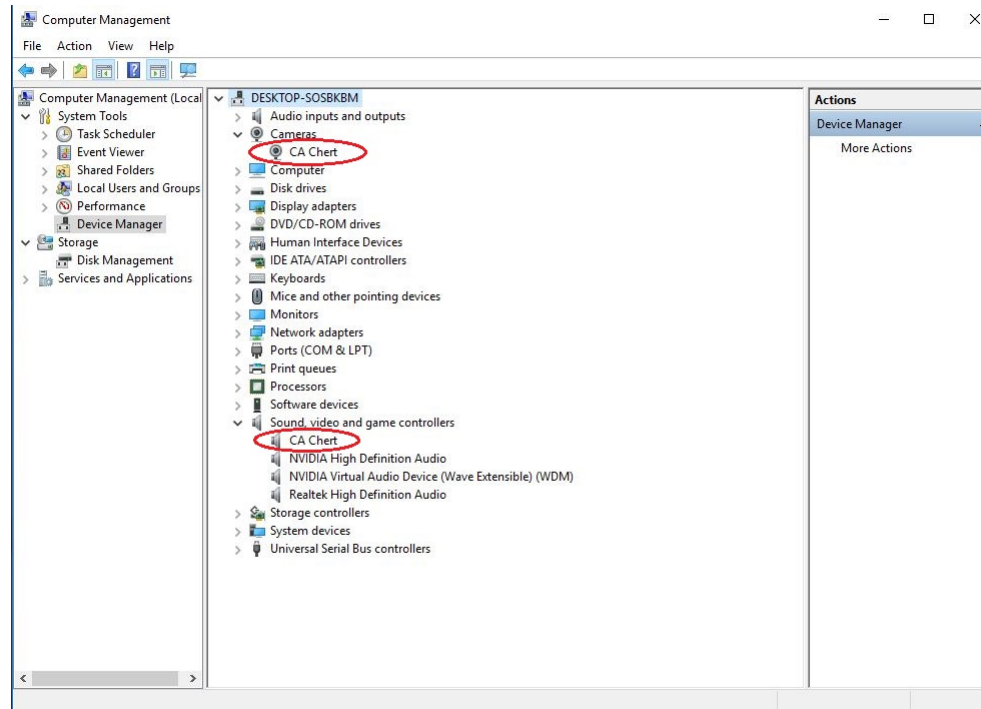 Computer Management
File Action View Help
Computer Management (Local
System Tools
Task Scheduler
Event Viewer
Shared Folders
Local Users and Groups
Performance
Device Manager
Storage
Disk Management
Services and Applications
DESKTOP-SOSBKBM
Audio inputs and outputs
Cameras
CA Chert
Computer
Disk drives
Display adapters
DVD/CD-ROM drives
Human Interface Devices
IDE ATA/ATAPI controllers
Keyboards
Mice and other pointing devices
Monitors
Network adapters
Ports (COM & LPT)
Print queues
Processors
Software devices
Sound, video and game controllers
CA Chert
NVIDIA High Definition Audio
NVIDIA Virtual Audio Device (Wave Extensible) (WDM)
Realtek High Definition Audio
Storage controllers
System devices
Universal Serial Bus controllers
Actions
Device Manager
More Actions